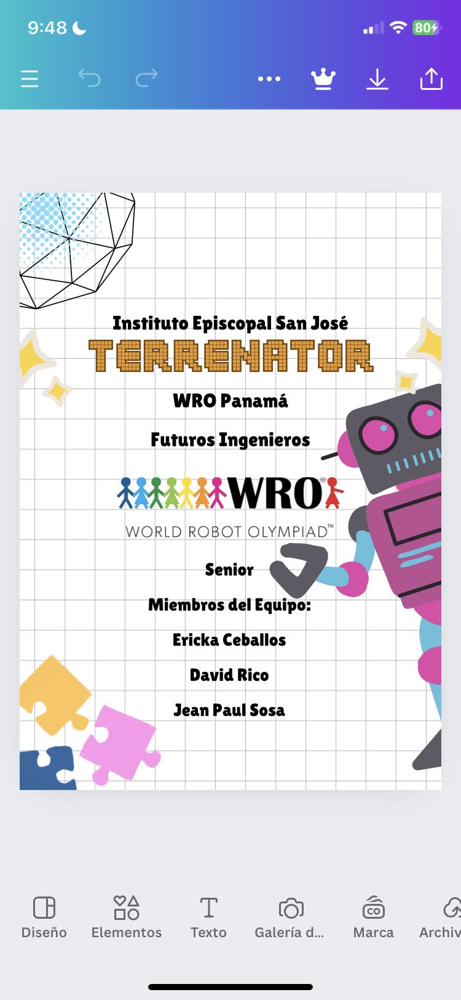 9:48
80
Instituto Episcopal San José
TERRENATOR
WRO Panamá
Futuros Ingenieros
WRO®
WORLD ROBOT OLYMPIAD™
Senior
Miembros del Equipo:
Ericka Ceballos
David Rico
Jean Paul Sosa
CO
Diseño Elementos Texto Galería d... Marca Archiv